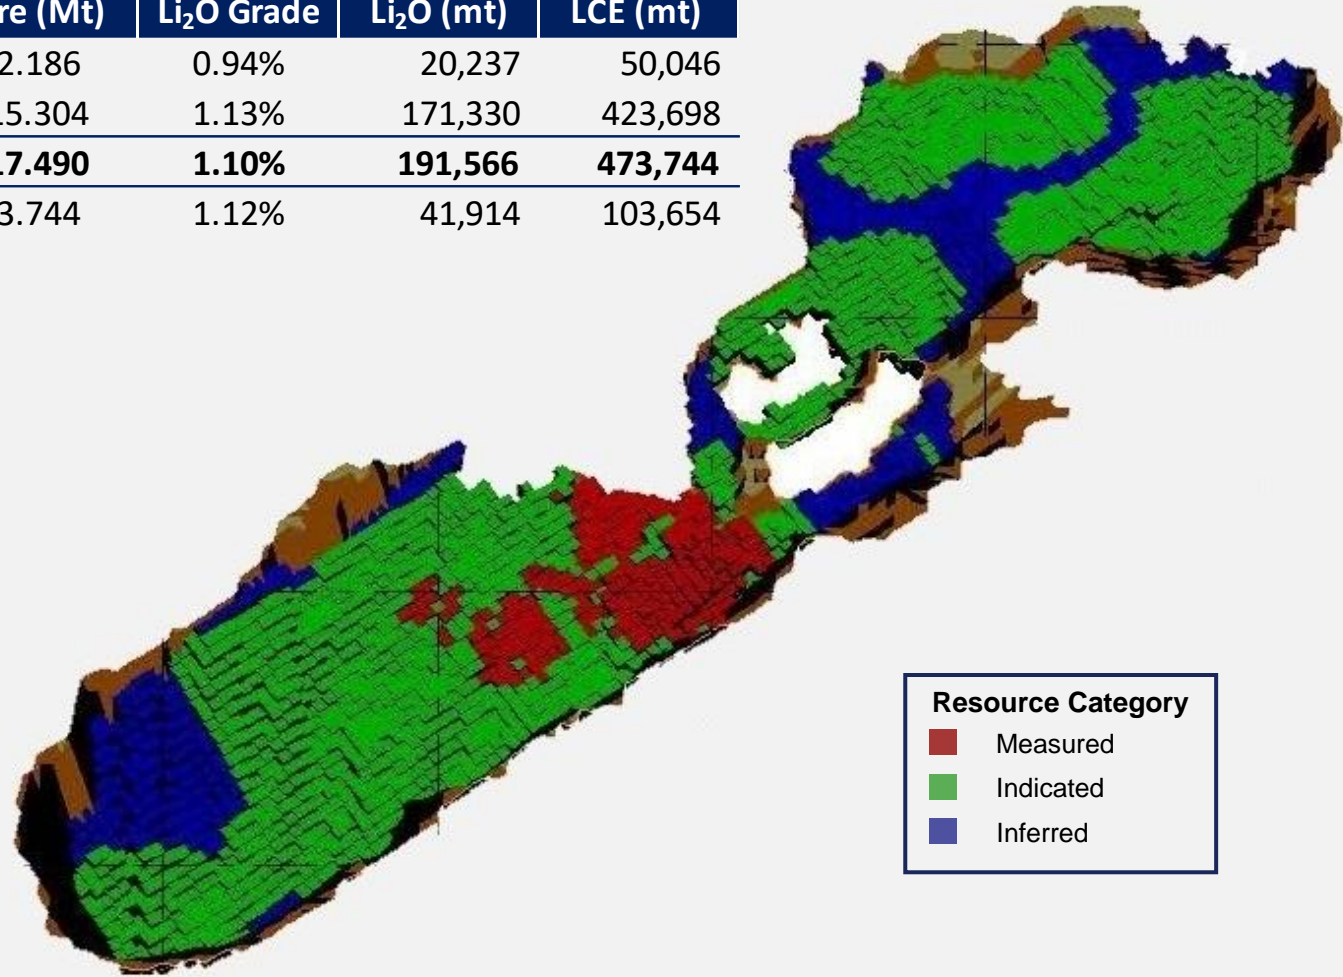 re (Mt) Li₂O Grade Li₂O (mt) LCE (mt)
2.186 0.94% 20,237 50,046
5.304 1.13% 171,330 423,698
7.490 1.10% 191,566 473,744
3.744 1.12% 41,914 103,654
Resource Category
Measured
Indicated
Inferred